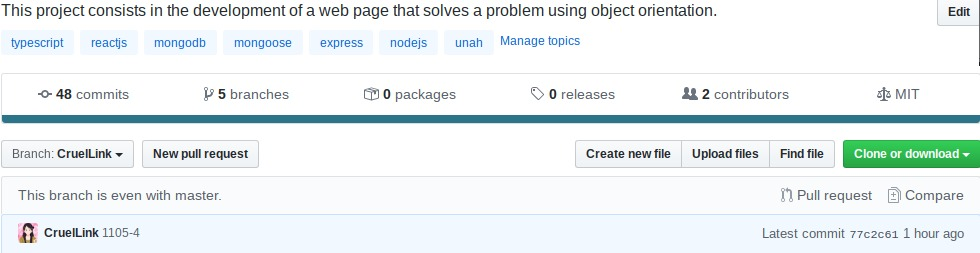 This project consists in the development of a web page that solves a problem using object orientation.
Edit
typescript reactjs mongodb mongoose express nodejs unah Manage topics
48 commits 5 branches 0 packages 0 releases 2 contributors MIT
Branch: CruelLink New pull request Create new file Upload files Find file Clone or download
This branch is even with master. Pull request Compare
CruelLink 1105-4 Latest commit 77c2c61 1 hour ago